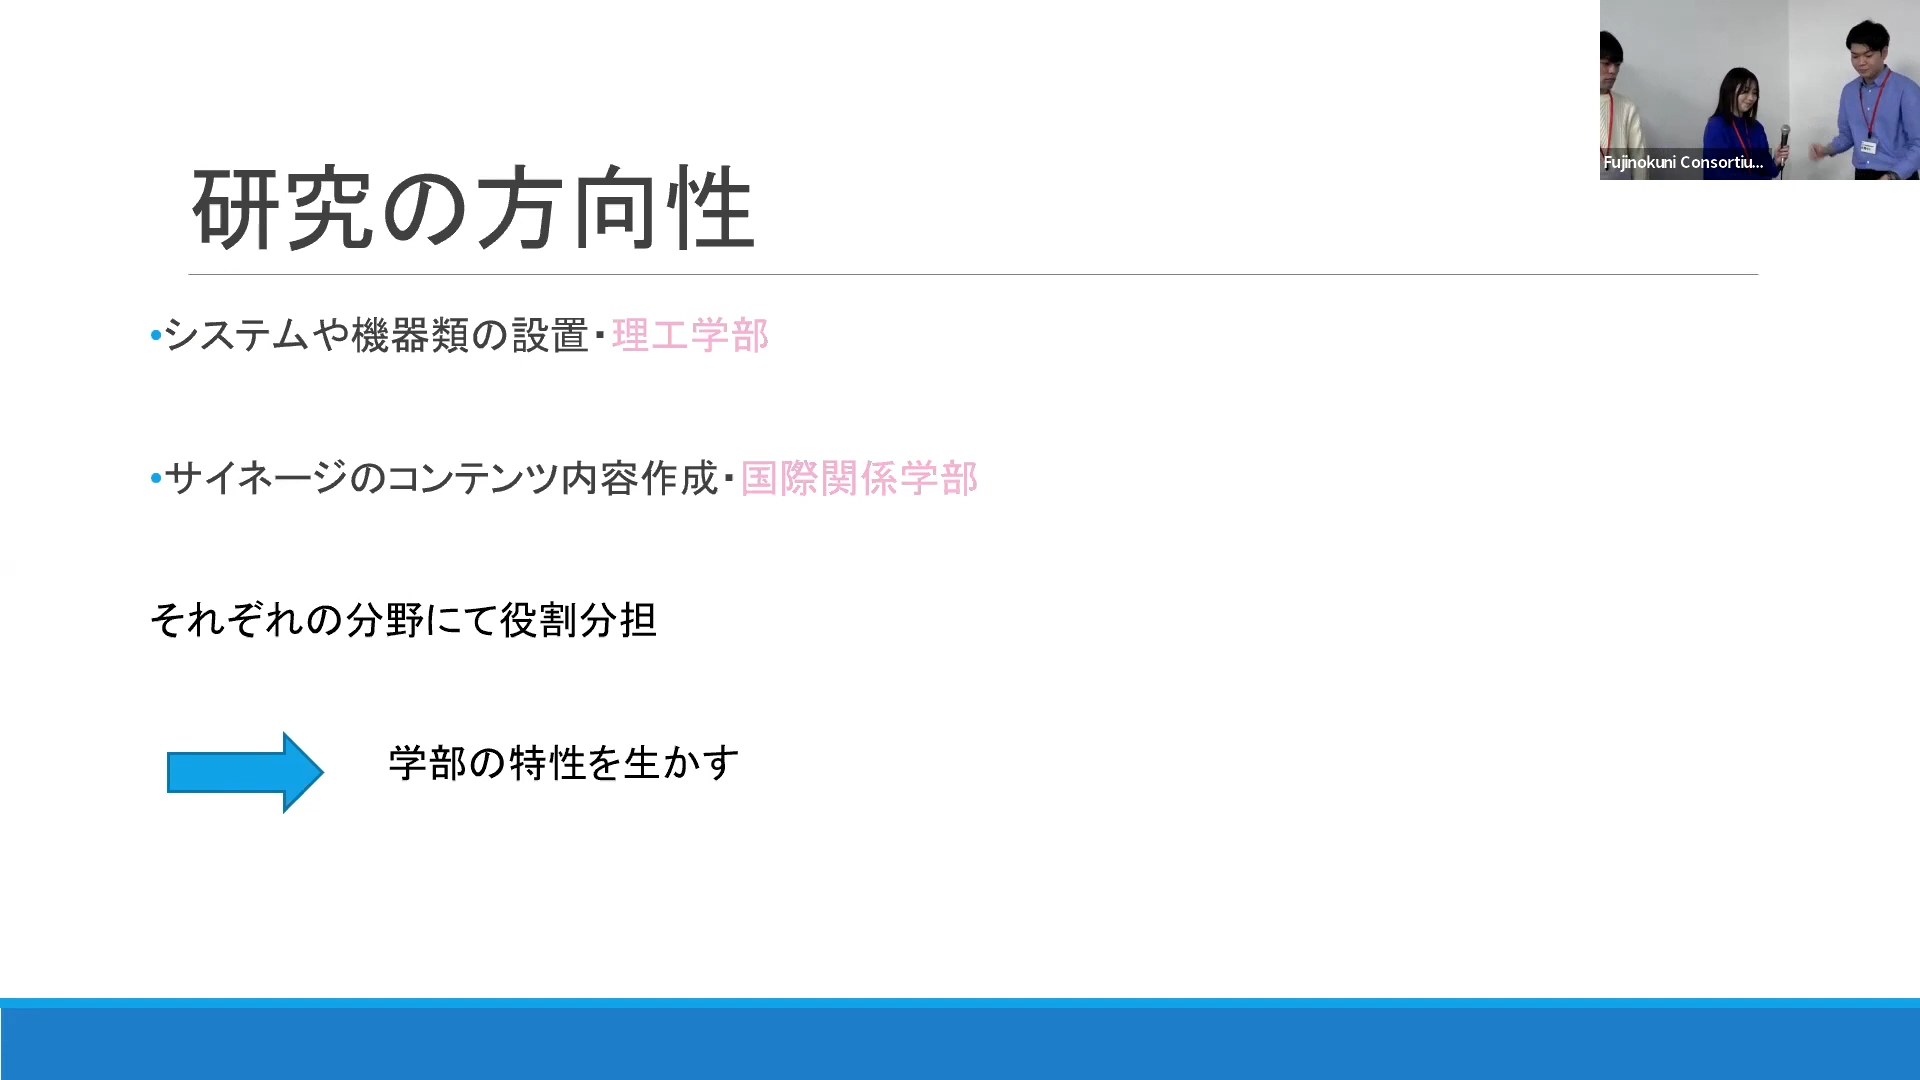 研究の方向性
•システムや機器類の設置・理工学部
•サイネージのコンテンツ内容作成・国際関係学部
それぞれの分野にて役割分担
学部の特性を生かす
Fujinokuni Consortiu...